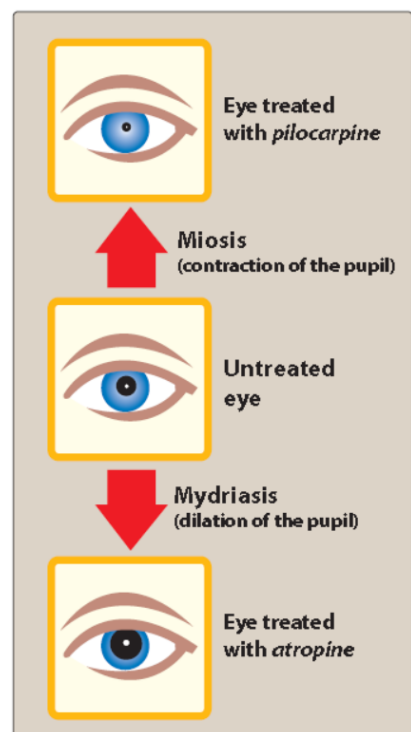 Eye treated
with pilocarpine
Miosis
(contraction of the pupil)
Untreated
eye
Mydriasis
(dilation of the pupil)
Eye treated
with atropine